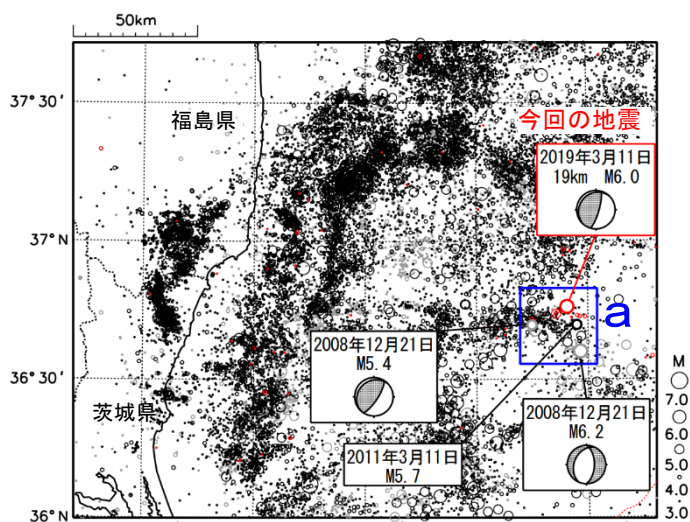 50km
37°30′
37°N
36°30′
36°N
福島県
茨城県
今回の地震
2019年3月11日
19km M6.0
a
2008年12月21日
M5.4
2011年3月11日
M5.7
2008年12月21日
M6.2
M
7.0
6.0
5.0
4.0
3.0